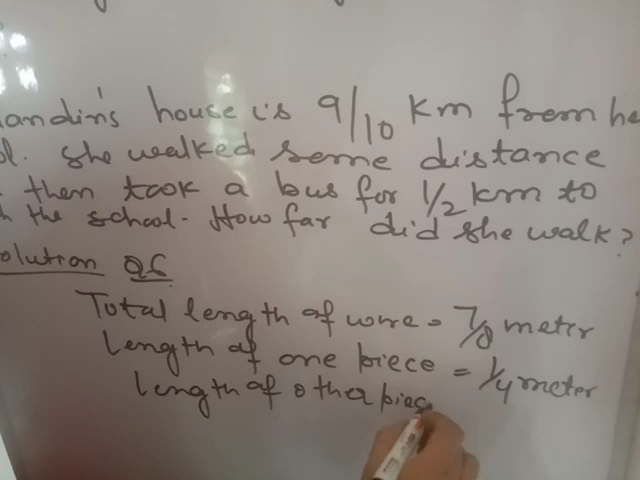 andin's house is 9/10 km from he
ol. She walked some distance
then took a bus for 1/2 km to
the school. How far did she walk?
olution Q6
Total length of wire = 7/8 meter
Length of one piece = 1/4 meter
length of other piec